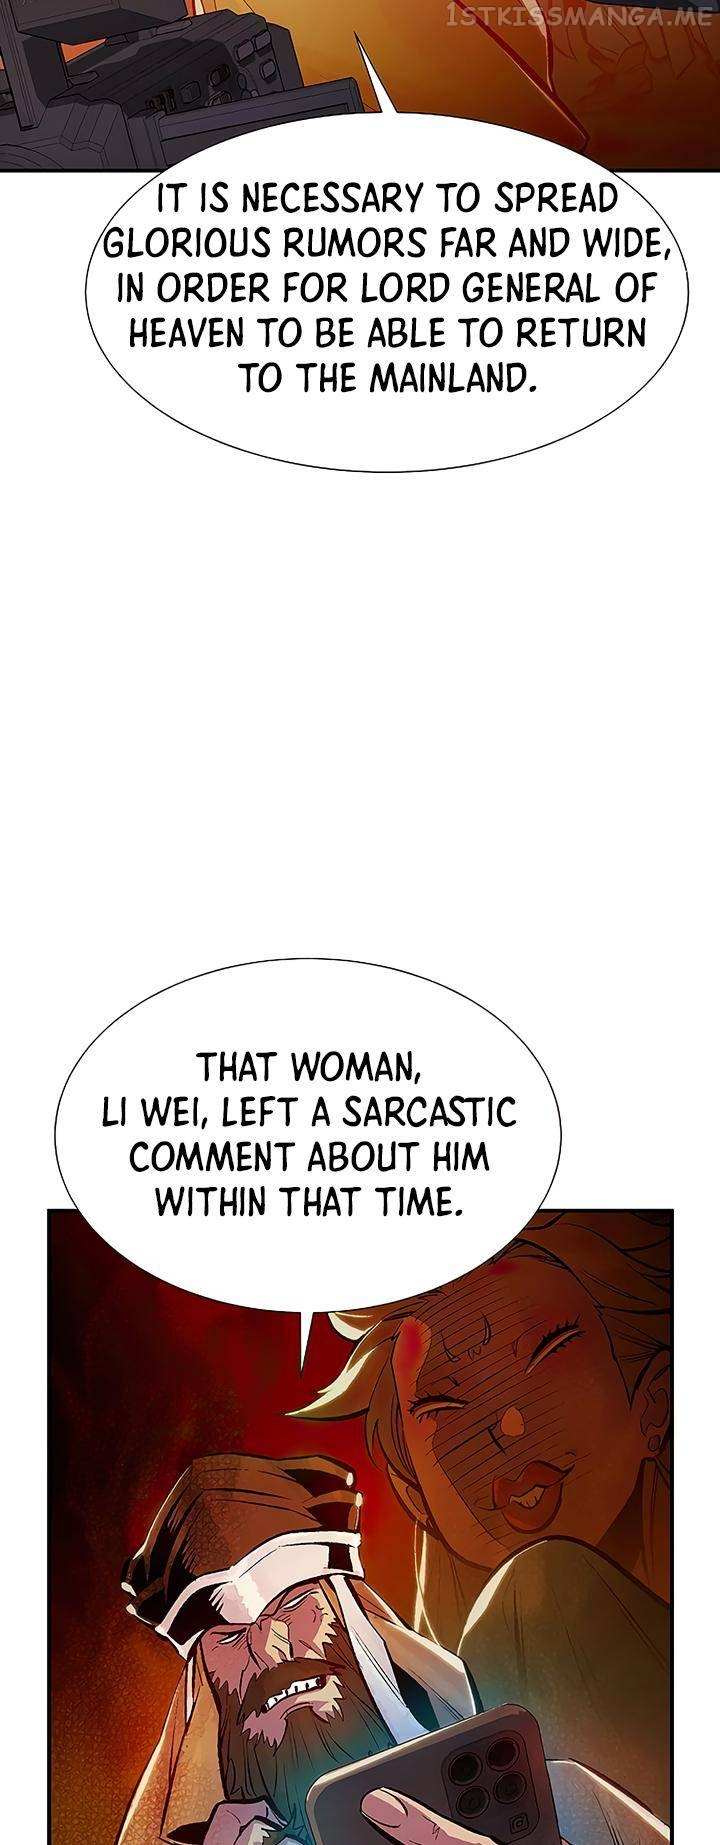 1STKISSMANGA.ME
IT IS NECESSARY TO SPREAD
GLORIOUS RUMORS FAR AND WIDE,
IN ORDER FOR LORD GENERAL OF
HEAVEN TO BE ABLE TO RETURN
TO THE MAINLAND.
THAT WOMAN,
LI WEI, LEFT A SARCASTIC
COMMENT ABOUT HIM
WITHIN THAT TIME.